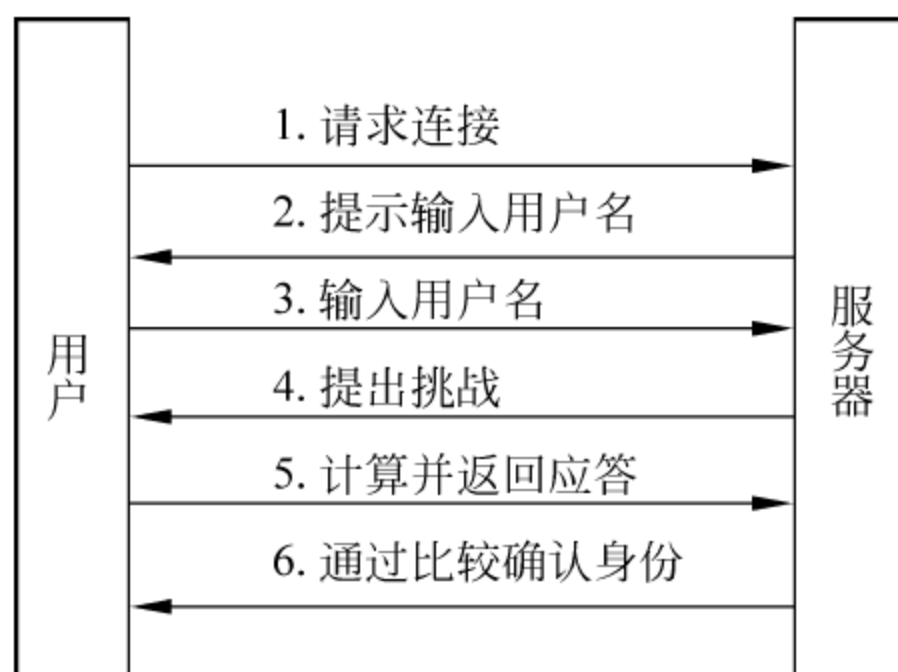 1. 请求连接
2. 提示输入用户名
3. 输入用户名
4. 提出挑战
5. 计算并返回应答
6. 通过比较确认身份
用户
服务器